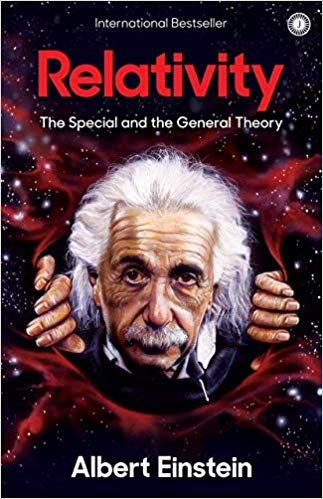 International Bestseller
Relativity
The Special and the General Theory
Albert Einstein